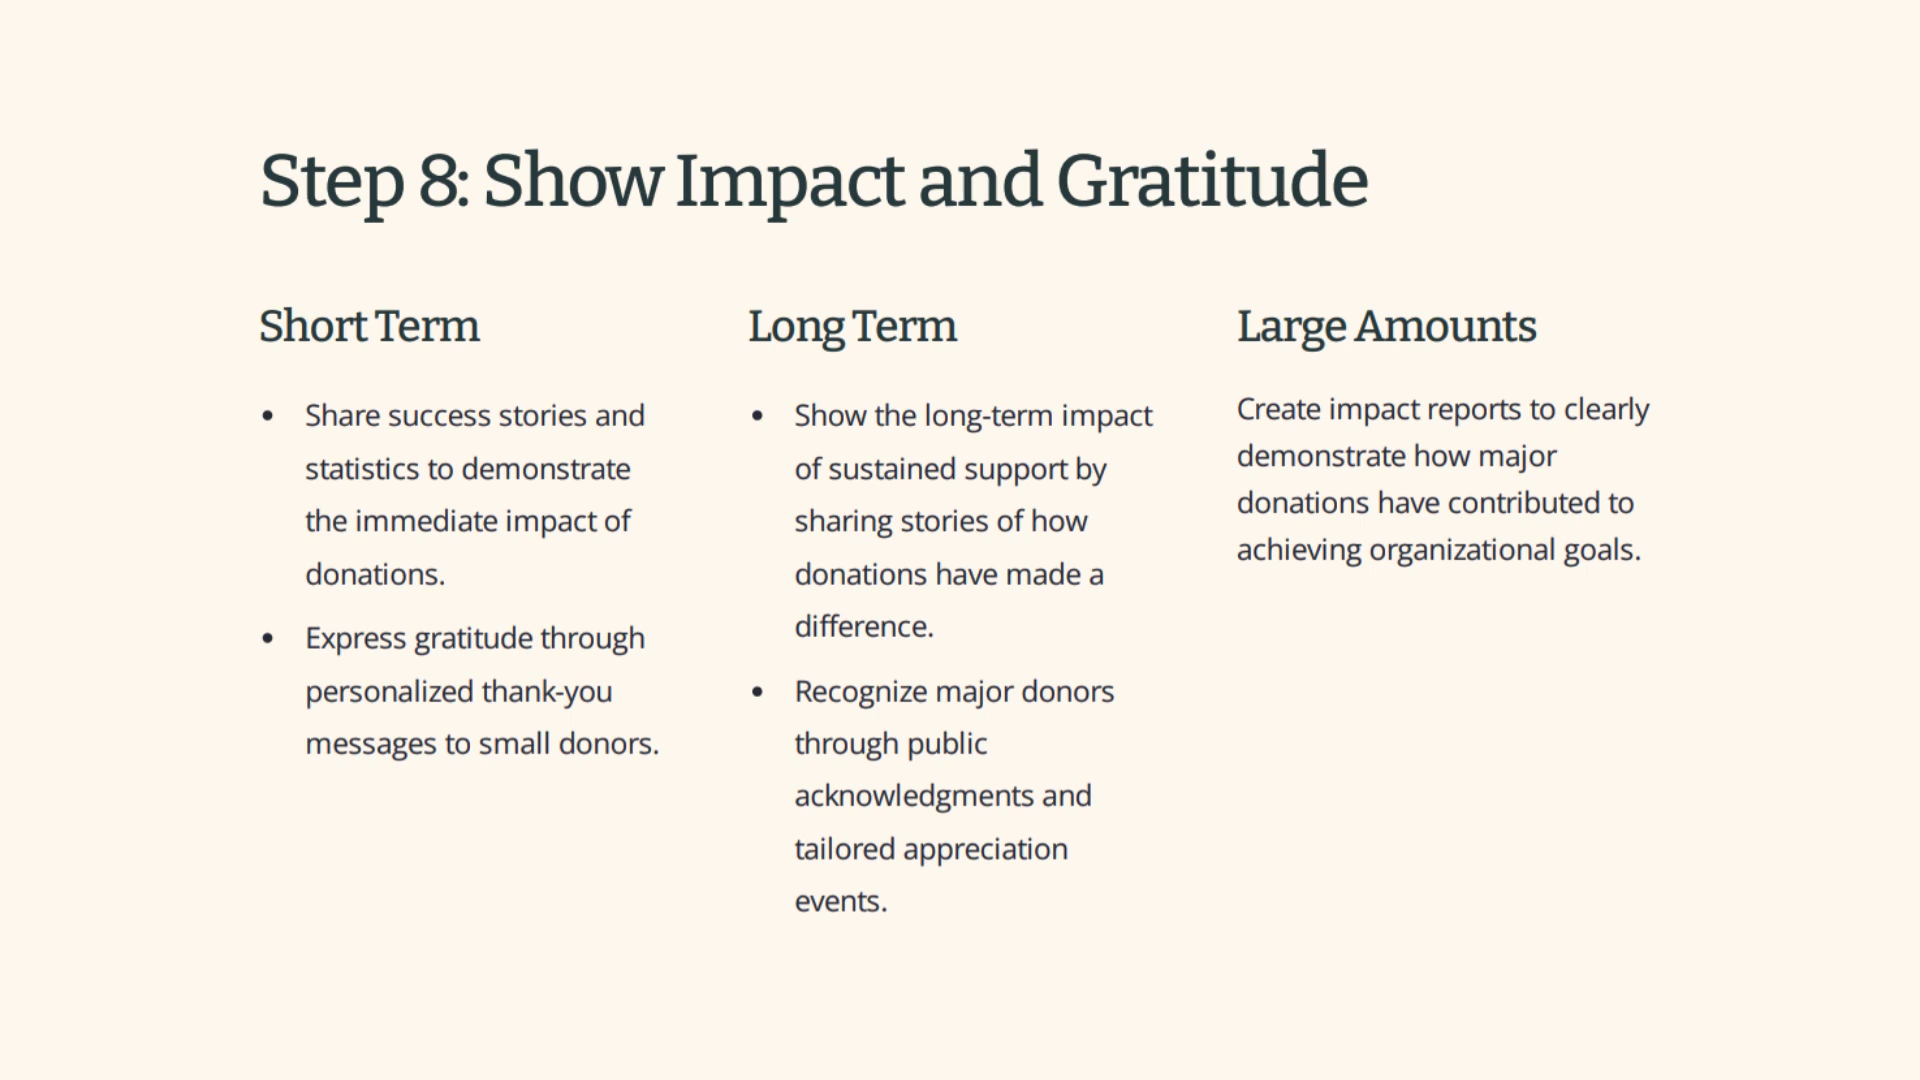 Step 8: Show Impact and Gratitude
Short Term
• Share success stories and
statistics to demonstrate
the immediate impact of
donations.
• Express gratitude through
personalized thank-you
messages to small donors.
Long Term
• Show the long-term impact
of sustained support by
sharing stories of how
donations have made a
difference.
• Recognize major donors
through public
acknowledgments and
tailored appreciation
events.
Large Amounts
Create impact reports to clearly
demonstrate how major
donations have contributed to
achieving organizational goals.